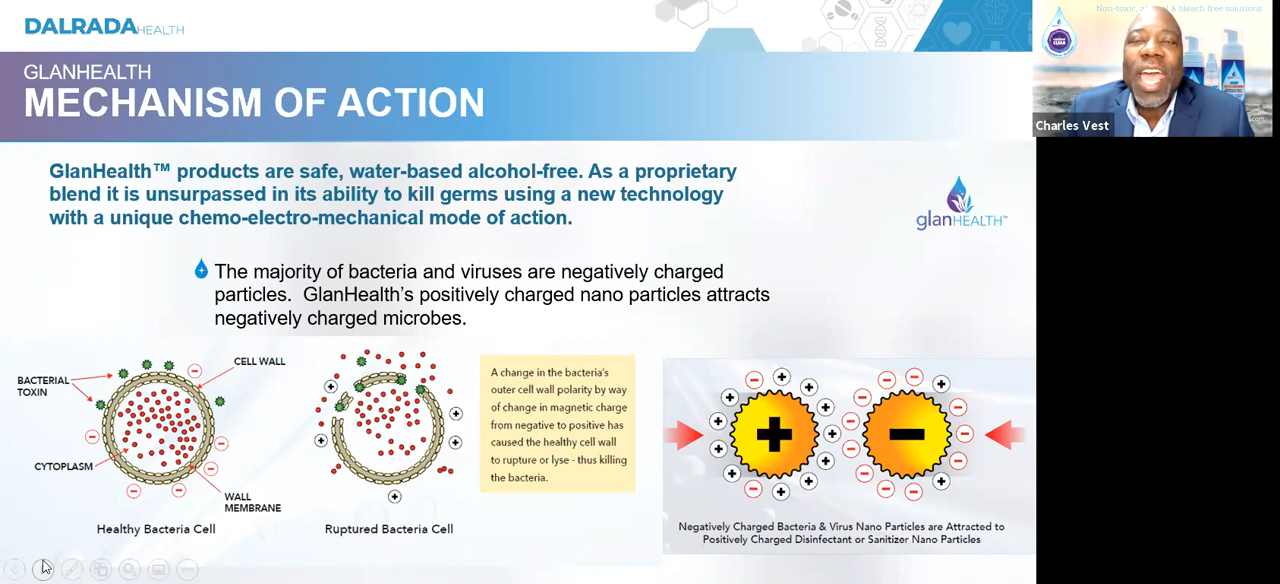 DALRADAHEALTH
Non-toxic, alcohol & bleach free solutions
GLANHEALTH
MECHANISM OF ACTION
Charles Vest
GlanHealth™ products are safe, water-based alcohol-free. As a proprietary
blend it is unsurpassed in its ability to kill germs using a new technology
with a unique chemo-electro-mechanical mode of action.
glanHEALTH™
The majority of bacteria and viruses are negatively charged
particles. GlanHealth's positively charged nano particles attracts
negatively charged microbes.
BACTERIAL
TOXIN
CELL WALL
CYTOPLASM
WALL
MEMBRANE
Healthy Bacteria Cell
Ruptured Bacteria Cell
A change in the bacteria's
outer cell wall polarity by way
of change in magnetic charge
from negative to positive has
caused the healthy cell wall
to rupture or lyse - thus killing
the bacteria.
Negatively Charged Bacteria & Virus Nano Particles are Attracted to
Positively Charged Disinfectant or Sanitizer Nano Particles